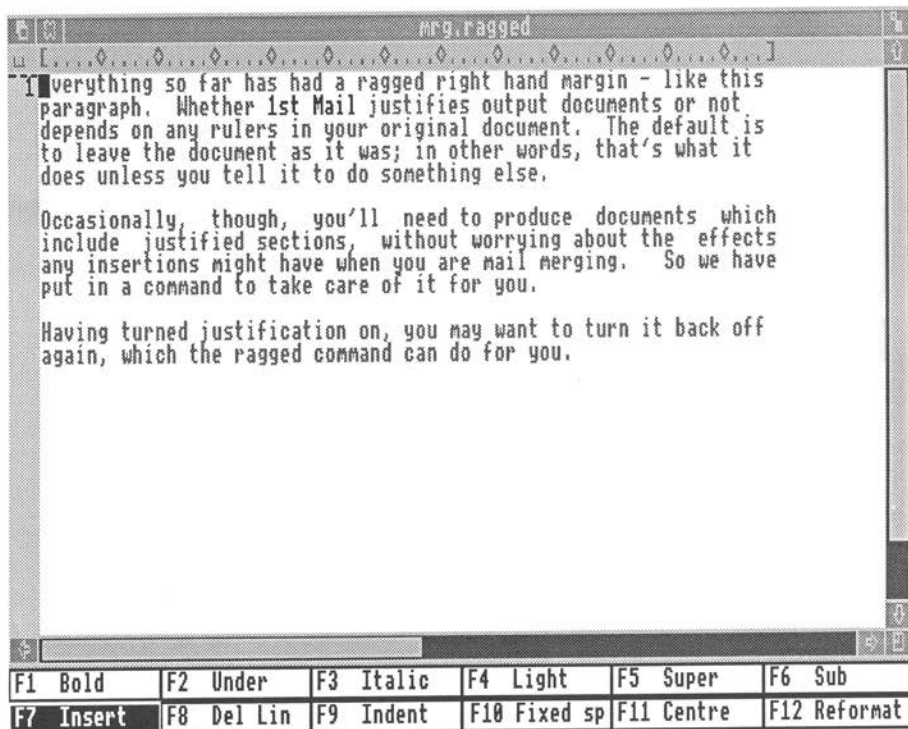 mrg.ragged
Everything so far has had a ragged right hand margin - like this
paragraph.  Whether 1st Mail justifies output documents or not
depends on any rulers in your original document.  The default is
to leave the document as it was; in other words, that's what it
does unless you tell it to do something else.
Occasionally,  though,  you'll  need to produce  documents  which
include  justified sections,  without worrying about the  effects
any insertions might have when you are mail merging.   So we have
put in a command to take care of it for you.
Having turned justification on, you may want to turn it back off
again, which the ragged command can do for you.
F1 Bold F2 Under F3 Italic F4 Light F5 Super F6 Sub
F7 Insert F8 Del Lin F9 Indent F10 Fixed sp F11 Centre F12 Reformat